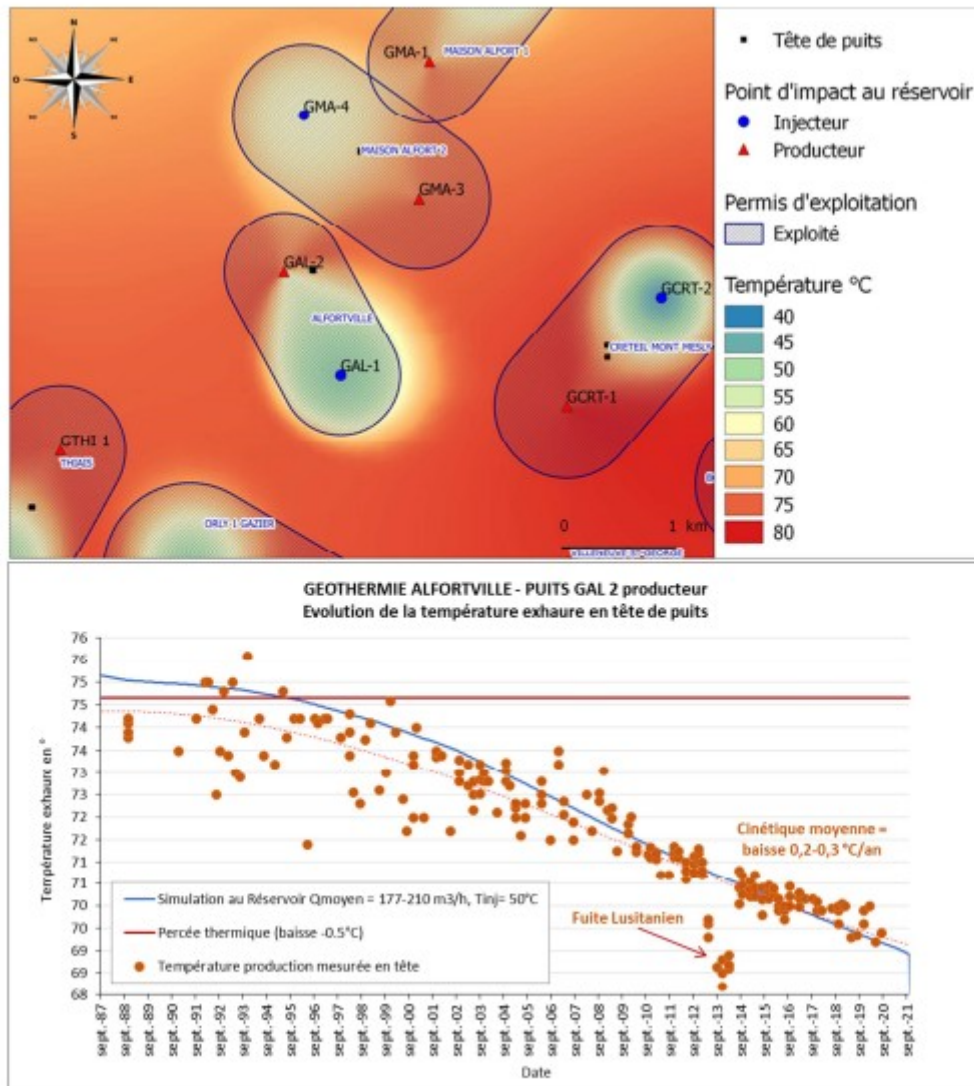 N
O
E
S
GMA-1
MAISON ALFORT-1
GMA-4
MAISON ALFORT-2
GMA-3
GAL-2
ALFORTVILLE
GCRT-2
CRETEIL MONT MESLY
GAL-1
GCRT-1
GTHI 1
THIAIS
ORLY 1 GAZIER
0 1 km
VILLENEUVE ST GEORGE
Tête de puits
Point d'impact au réservoir
Injecteur
Producteur
Permis d'exploitation
Exploité
Température °C
40
45
50
55
60
65
70
75
80
GEOTHERMIE ALFORTVILLE - PUITS GAL 2 producteur
Evolution de la température exhaure en tête de puits
Température exhaure en °
76
76
75
75
74
74
73
73
72
72
71
71
70
70
69
69
68
Cinétique moyenne =
baisse 0,2-0,3 °C/an
Fuite Lusitanien
Simulation au Réservoir Qmoyen = 177-210 m3/h, Tinj= 50°C
Percée thermique (baisse -0.5°C)
Température production mesurée en tête
sept.-87
sept.-88
sept.-89
sept.-90
sept.-91
sept.-92
sept.-93
sept.-94
sept.-95
sept.-96
sept.-97
sept.-98
sept.-99
sept.-00
sept.-01
sept.-02
sept.-03
sept.-04
sept.-05
sept.-06
sept.-07
sept.-08
sept.-09
sept.-10
sept.-11
sept.-12
sept.-13
sept.-14
sept.-15
sept.-16
sept.-17
sept.-18
sept.-19
sept.-20
sept.-21
Date